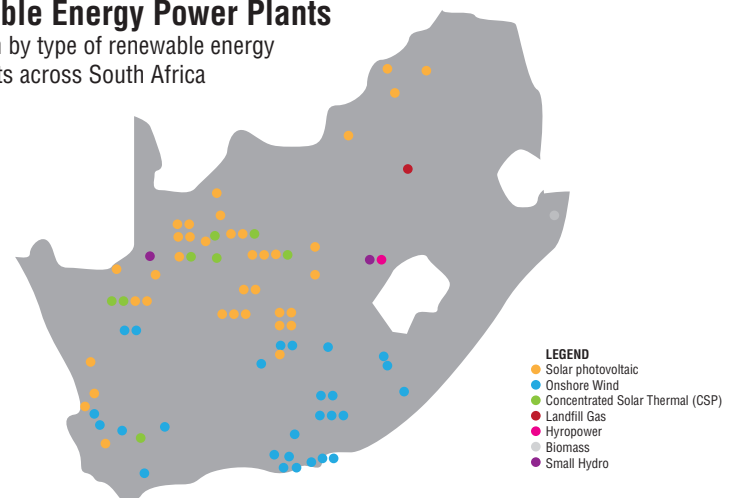 ble Energy Power Plants
by type of renewable energy
ts across South Africa
LEGEND
Solar photovoltaic
Onshore Wind
Concentrated Solar Thermal (CSP)
Landfill Gas
Hyropower
Biomass
Small Hydro